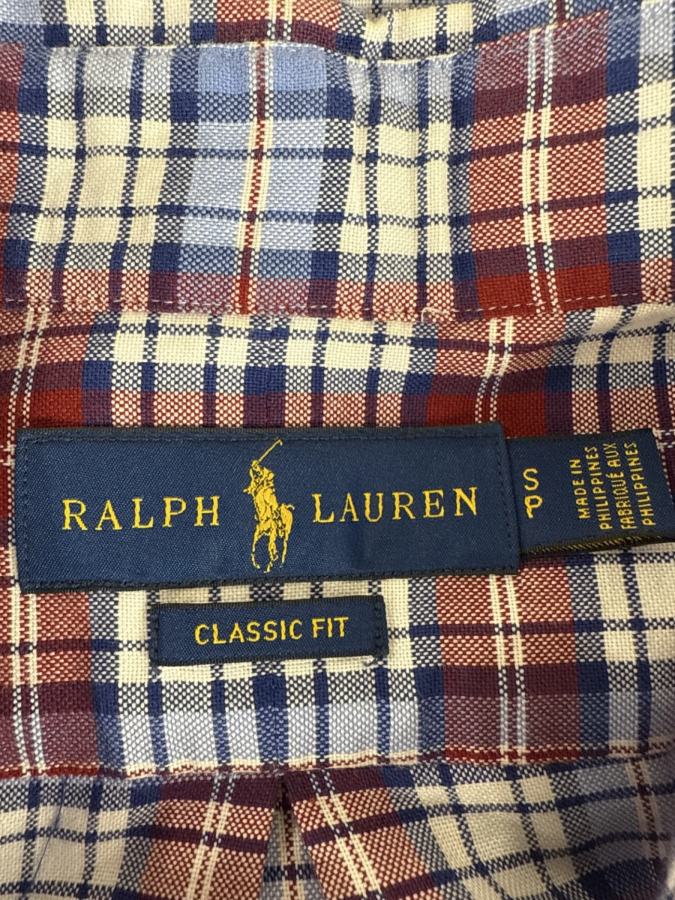 RALPH LAUREN
S
P
MADE IN
PHILIPPINES
FABRIQUÉ AUX
PHILIPPINES
CLASSIC FIT